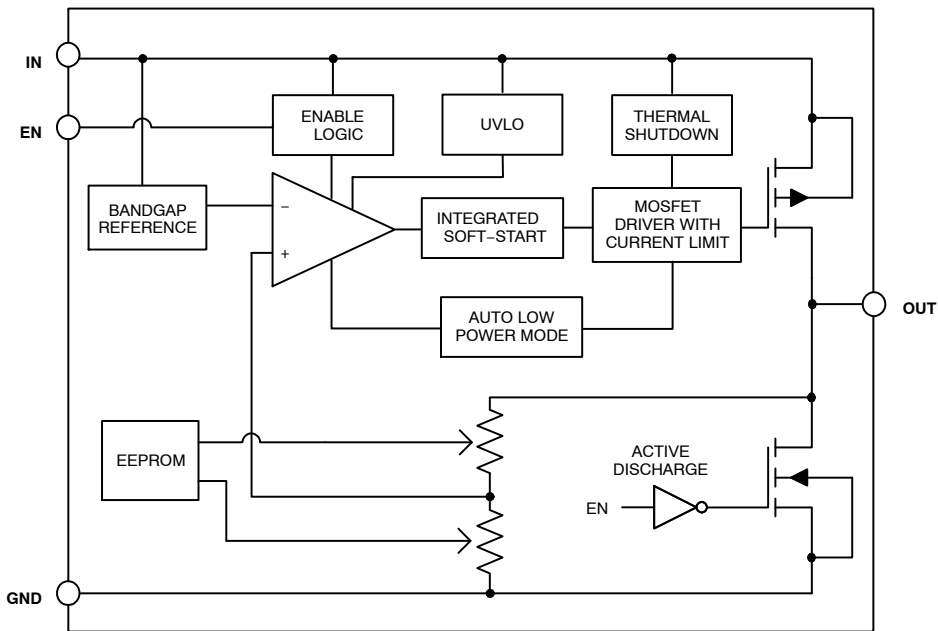 IN
ENABLE
LOGIC
UVLO
THERMAL
SHUTDOWN
EN
BANDGAP
REFERENCE
−
+
INTEGRATED
SOFT−START
MOSFET
DRIVER WITH
CURRENT LIMIT
AUTO LOW
POWER MODE
OUT
EEPROM
ACTIVE
DISCHARGE
EN
GND